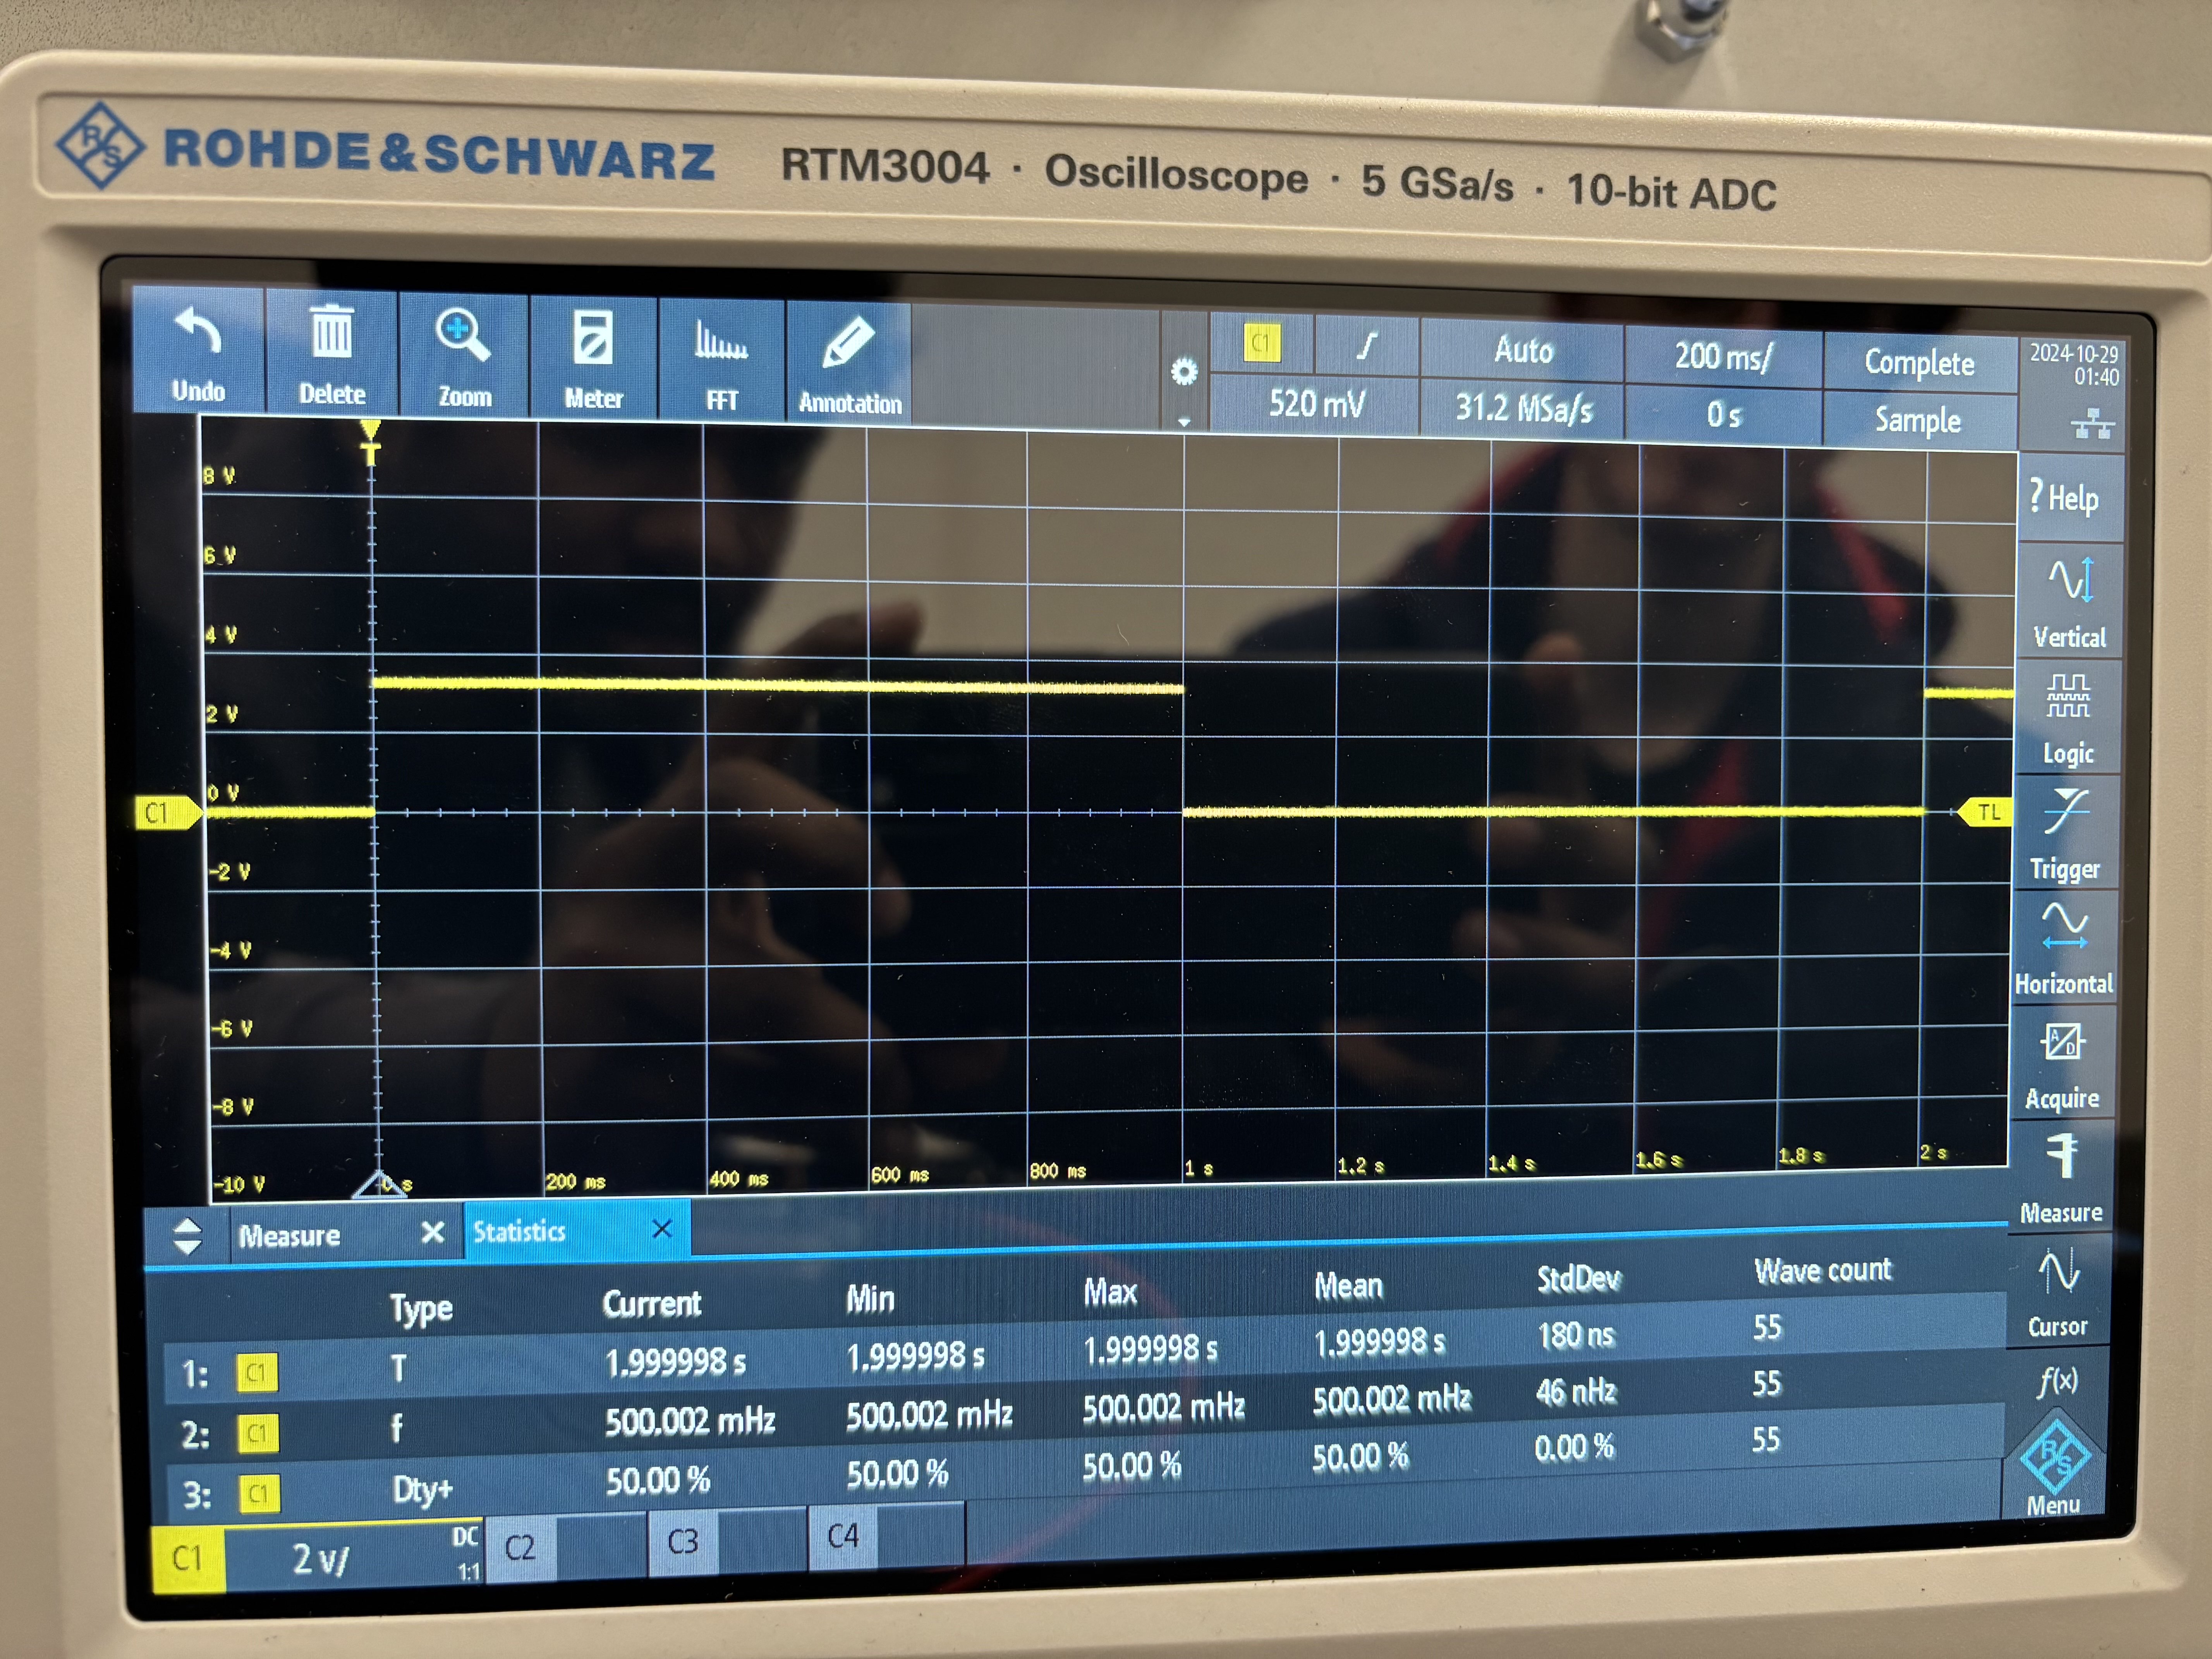 ROHDE & SCHWARZ RTM3004 · Oscilloscope · 5 GSa/s · 10-bit ADC
Undo Delete Zoom Meter FFT Annotation
C1 Auto 200 ms/ Complete
520 mV 31.2 MSa/s 0 s Sample
2024-10-29
01:40
T
8 V
6 V
4 V
2 V
0 V
C1
TL
-2 V
-4 V
-6 V
-8 V
-10 V
0 s 200 ms 400 ms 600 ms 800 ms 1 s 1.2 s 1.4 s 1.6 s 1.8 s 2 s
? Help
Vertical
Logic
Trigger
Horizontal
A/D
Acquire
Measure
Cursor
f(x)
R/S
Menu
Measure Statistics
Type Current Min Max Mean StdDev Wave count
1: C1 T 1.999998 s 1.999998 s 1.999998 s 1.999998 s 180 ns 55
2: C1 f 500.002 mHz 500.002 mHz 500.002 mHz 500.002 mHz 46 nHz 55
3: C1 Dty+ 50.00 % 50.00 % 50.00 % 50.00 % 0.00 % 55
C1 2 V/ DC 1:1 C2 C3 C4